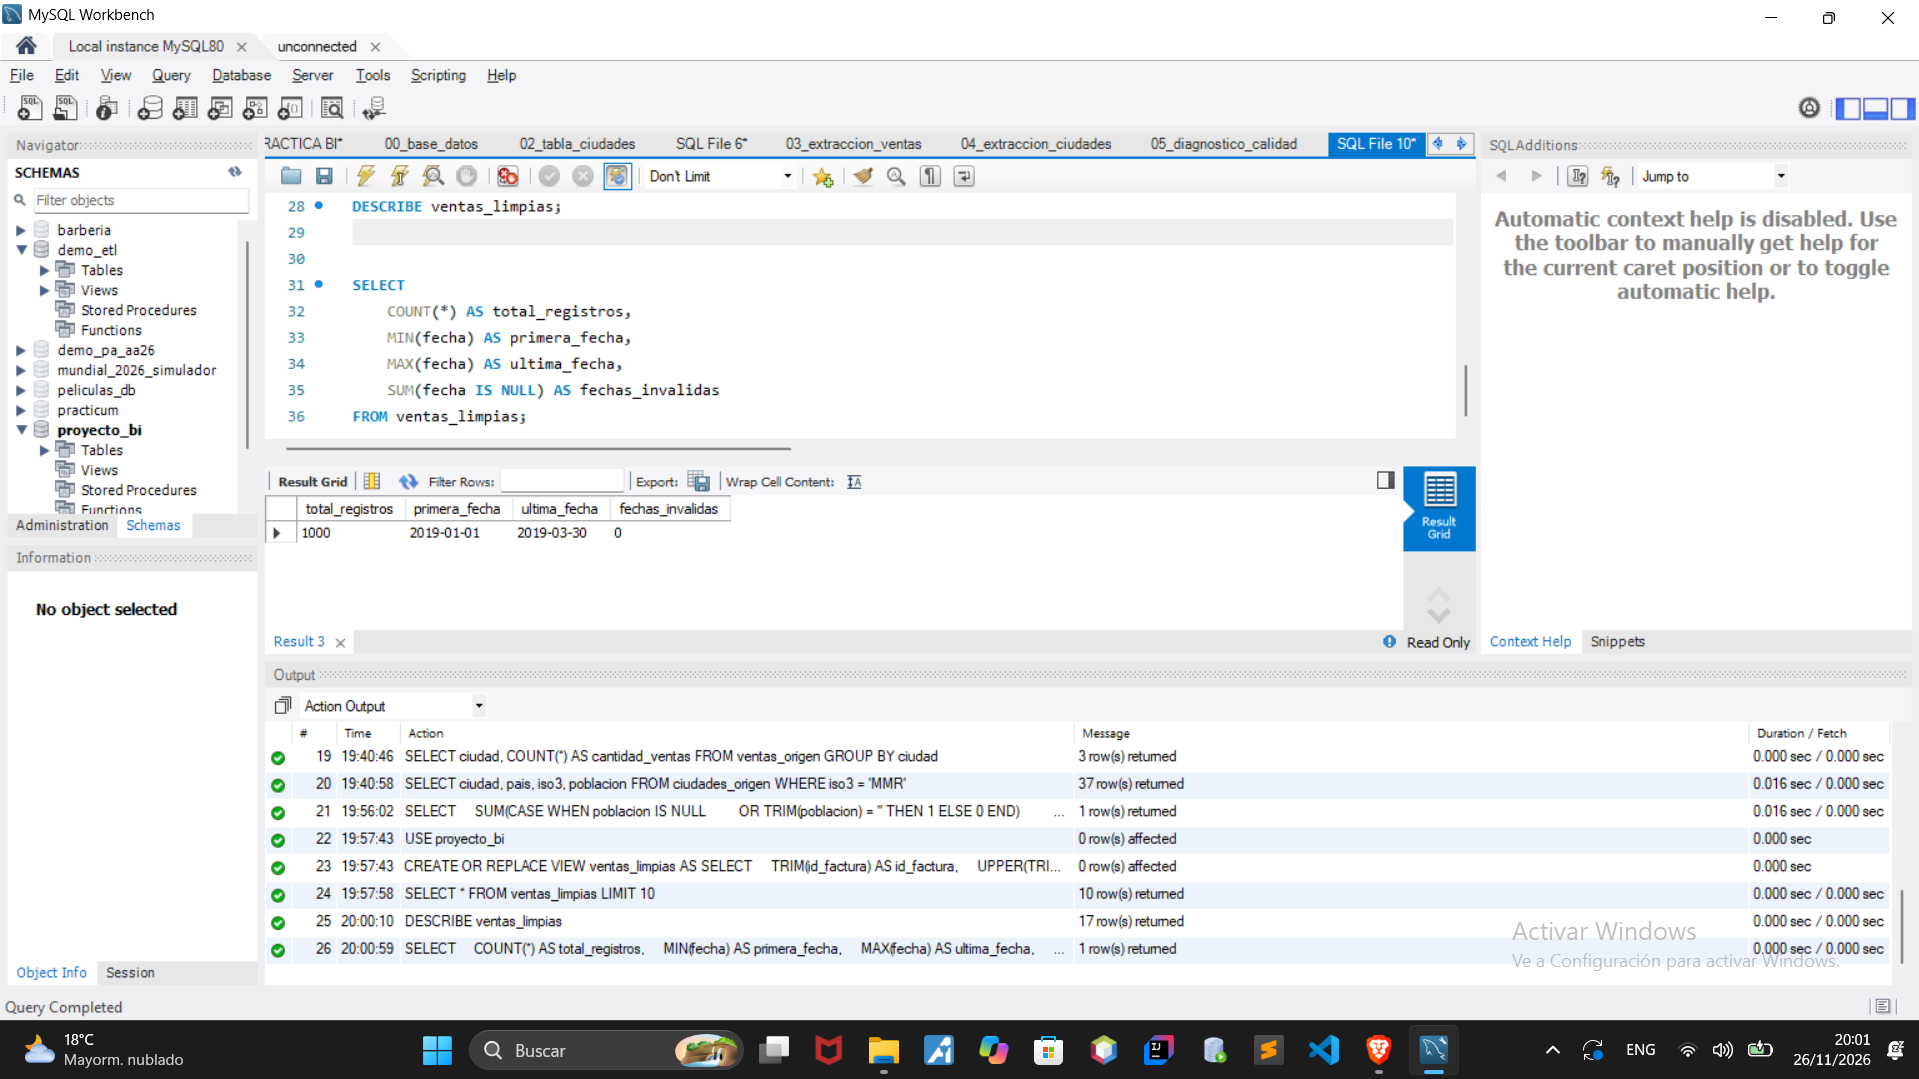 MySQL Workbench
Local instance MySQL80
unconnected
File Edit View Query Database Server Tools Scripting Help
Navigator
SCHEMAS
Filter objects
barberia
demo_etl
Tables
Views
Stored Procedures
Functions
demo_pa_aa26
mundial_2026_simulador
peliculas_db
practicum
proyecto_bi
Tables
Views
Stored Procedures
Functions
Administration Schemas
Information
No object selected
Object Info Session
RACTICA BI* 00_base_datos 02_tabla_ciudades SQL File 6* 03_extraccion_ventas 04_extraccion_ciudades 05_diagnostico_calidad SQL File 10*
Don't Limit
28 DESCRIBE ventas_limpias;
29
30
31 SELECT
32 COUNT(*) AS total_registros,
33 MIN(fecha) AS primera_fecha,
34 MAX(fecha) AS ultima_fecha,
35 SUM(fecha IS NULL) AS fechas_invalidas
36 FROM ventas_limpias;
Result Grid Filter Rows: Export: Wrap Cell Content:
total_registros primera_fecha ultima_fecha fechas_invalidas
1000 2019-01-01 2019-03-30 0
Result Grid
Result 3
Read Only
SQLAdditions
Jump to
Automatic context help is disabled. Use
the toolbar to manually get help for
the current caret position or to toggle
automatic help.
Context Help Snippets
Output
Action Output
# Time Action Message Duration / Fetch
19 19:40:46 SELECT ciudad, COUNT(*) AS cantidad_ventas FROM ventas_origen GROUP BY ciudad 3 row(s) returned 0.000 sec / 0.000 sec
20 19:40:58 SELECT ciudad, pais, iso3, poblacion FROM ciudades_origen WHERE iso3 = 'MMR' 37 row(s) returned 0.016 sec / 0.000 sec
21 19:56:02 SELECT SUM(CASE WHEN poblacion IS NULL OR TRIM(poblacion) = '' THEN 1 ELSE 0 END) ... 1 row(s) returned 0.016 sec / 0.000 sec
22 19:57:43 USE proyecto_bi 0 row(s) affected 0.000 sec
23 19:57:43 CREATE OR REPLACE VIEW ventas_limpias AS SELECT TRIM(id_factura) AS id_factura, UPPER(TRI... 0 row(s) affected 0.000 sec
24 19:57:58 SELECT * FROM ventas_limpias LIMIT 10 10 row(s) returned 0.000 sec / 0.000 sec
25 20:00:10 DESCRIBE ventas_limpias 17 row(s) returned 0.000 sec / 0.000 sec
26 20:00:59 SELECT COUNT(*) AS total_registros, MIN(fecha) AS primera_fecha, MAX(fecha) AS ultima_fecha, ... 1 row(s) returned 0.000 sec / 0.000 sec
Activar Windows
Ve a Configuración para activar Windows.
Query Completed
18°C
Mayorm. nublado
Buscar
ENG
20:01
26/11/2026